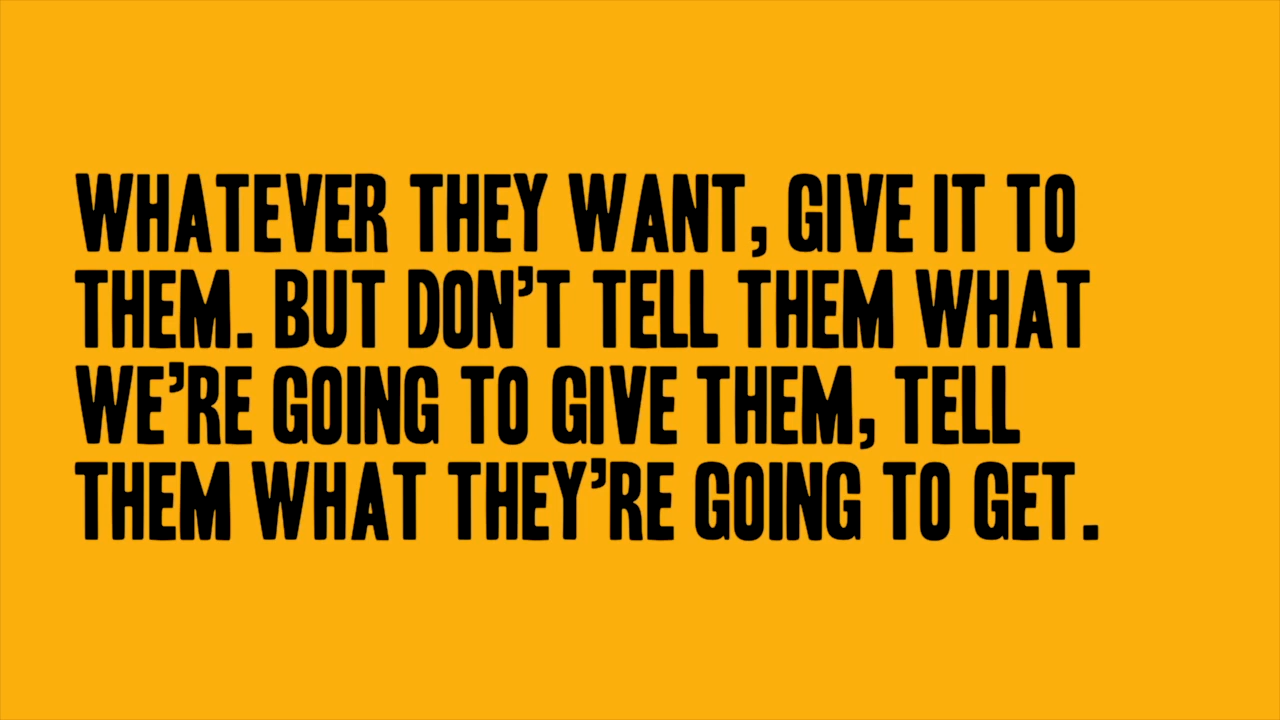 WHATEVER THEY WANT, GIVE IT TO
THEM. BUT DON’T TELL THEM WHAT
WE’RE GOING TO GIVE THEM, TELL
THEM WHAT THEY’RE GOING TO GET.